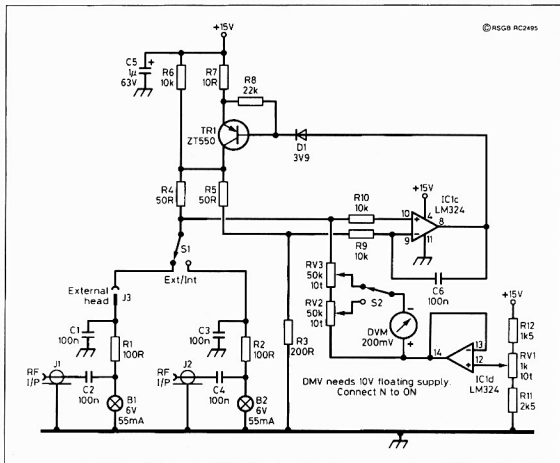 © RSGB RC2495
+15V
C5
1µ
63V
+
R6
10k
R7
10R
R8
22k
TR1
ZT550
D1
3V9
R4
50R
R5
50R
R10
10k
R9
10k
+15V
IC1c
LM324
10
9
4
8
11
+
−
C6
100n
S1
Ext/Int
External
head
J3
RV3
50k
10t
RV2
50k
10t
S2
DVM
200mV
−
+
+15V
R12
1k5
RV1
1k
10t
R11
2k5
14
13
12
−
+
IC1d
LM324
C1
100n
R1
100R
C3
100n
R2
100R
R3
200R
J1
RF
I/P
C2
100n
B1
6V
55mA
J2
RF
I/P
C4
100n
B2
6V
55mA
DMV needs 10V floating supply.
Connect N to ON